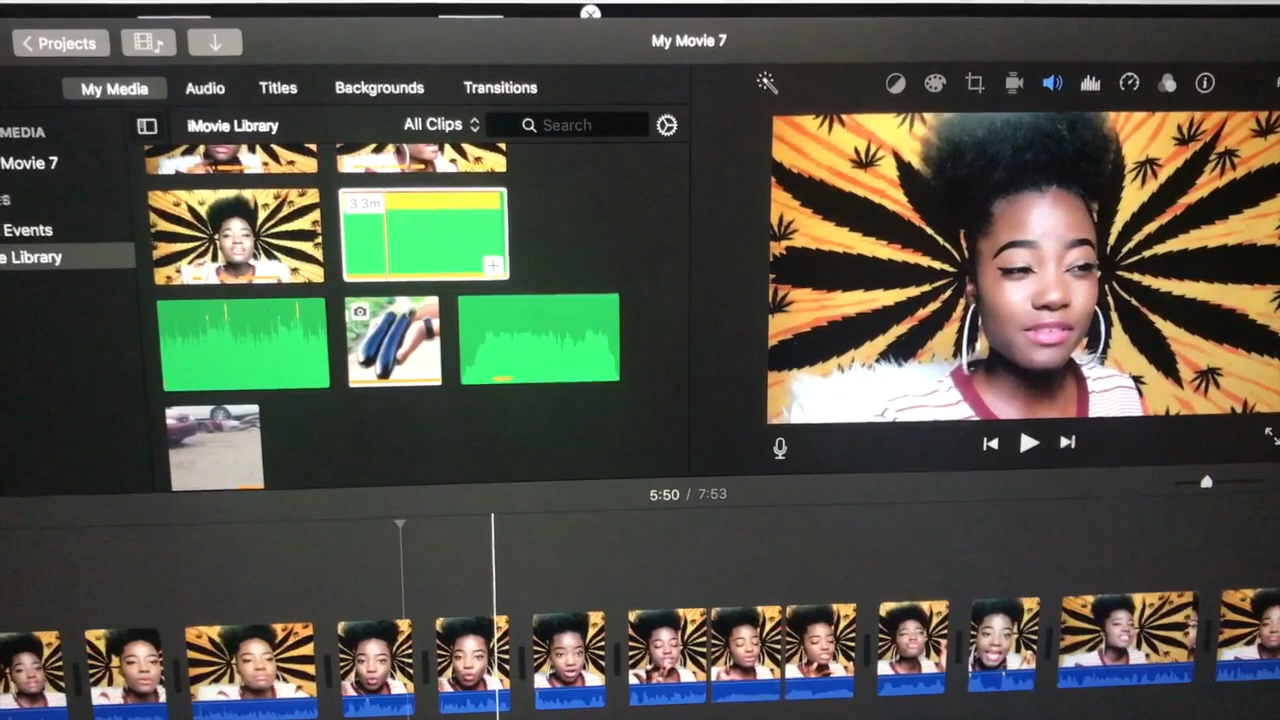 Projects
My Movie 7
My Media
Audio
Titles
Backgrounds
Transitions
MEDIA
iMovie Library
All Clips
Search
Movie 7
3.3m
Events
Library
5:50 / 7:53